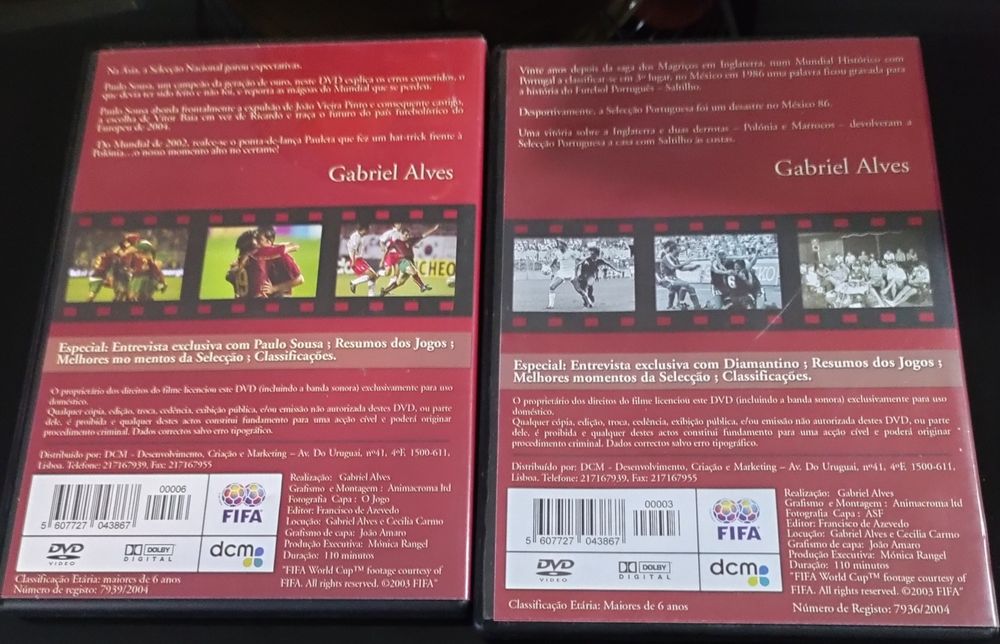 Na Ásia, a Selecção Nacional gorou expectativas.
Paulo Sousa, um campeão da geração de ouro, neste DVD explica os erros cometidos, o
que devia ter sido feito e não foi, e reporta as mágoas do Mundial que se perdeu.
Paulo Sousa aborda frontalmente a expulsão de João Vieira Pinto e consequente castigo,
a escolha de Vítor Baía em vez de Ricardo e traça o futuro do país futebolístico do
Europeu de 2004.
Do Mundial de 2002, realce-se o ponta-de-lança Pauleta que fez um hat-trick frente à
Polónia...o nosso momento alto no certame!
Gabriel Alves
CHEO
Especial: Entrevista exclusiva com Paulo Sousa ; Resumos dos Jogos ;
Melhores mo mentos da Selecção ; Classificações.
O proprietário dos direitos do filme licenciou este DVD (incluindo a banda sonora) exclusivamente para uso
doméstico.
Qualquer cópia, edição, troca, cedência, exibição pública, e/ou emissão não autorizada destes DVD, ou parte
dele, é proibida e qualquer destes actos constitui fundamento para uma acção cível e poderá originar
procedimento criminal. Dados correctos salvo erro tipográfico.
Distribuído por: DCM - Desenvolvimento, Criação e Marketing – Av. Do Uruguai, nº41, 4ºF, 1500-611,
Lisboa. Telefone: 217167939, Fax: 217167955
00006
5 607727 043867
FIFA
DVD
VIDEO
DOLBY
DIGITAL
dcm
Realização: Gabriel Alves
Grafismo e Montagem : Animacroma ltd
Fotografia Capa : O Jogo
Editor: Francisco de Azevedo
Locução: Gabriel Alves e Cecília Carmo
Grafismo de capa: João Amaro
Produção Executiva: Mónica Rangel
Duração: 110 minutos
"FIFA World Cup™ footage courtesy of
FIFA. All rights reserved. ©2003 FIFA"
Classificação Etária: maiores de 6 anos
Número de registo: 7939/2004
Vinte anos depois da saga dos Magriços em Inglaterra, num Mundial Histórico com
Portugal a classificar-se em 3º lugar, no México em 1986 uma palavra ficou gravada para
a história do Futebol Português – Saltilho.
Desportivamente, a Selecção Portuguesa foi um desastre no México 86.
Uma vitória sobre a Inglaterra e duas derrotas – Polónia e Marrocos – devolveram a
Selecção Portuguesa a casa com Saltilho às costas.
Gabriel Alves
6
Especial: Entrevista exclusiva com Diamantino ; Resumos dos Jogos ;
Melhores momentos da Selecção ; Classificações.
O proprietário dos direitos do filme licenciou este DVD (incluindo a banda sonora) exclusivamente para uso
doméstico.
Qualquer cópia, edição, troca, cedência, exibição pública, e/ou emissão não autorizada destes DVD, ou parte
dele, é proibida e qualquer destes actos constitui fundamento para uma acção cível e poderá originar
procedimento criminal. Dados correctos salvo erro tipográfico.
Distribuído por: DCM - Desenvolvimento, Criação e Marketing – Av. Do Uruguai, nº41, 4ºF, 1500-611,
Lisboa. Telefone: 217167939, Fax: 217167955
00003
5 607727 043867
FIFA
DVD
VIDEO
DOLBY
DIGITAL
dcm
Realização: Gabriel Alves
Grafismo e Montagem : Animacroma ltd
Fotografia Capa : ASF
Editor: Francisco de Azevedo
Locução: Gabriel Alves e Cecília Carmo
Grafismo de capa: João Amaro
Produção Executiva: Mónica Rangel
Duração: 110 minutos
"FIFA World Cup™ footage courtesy of
FIFA. All rights reserved. ©2003 FIFA"
Classificação Etária: Maiores de 6 anos
Número de Registo: 7936/2004